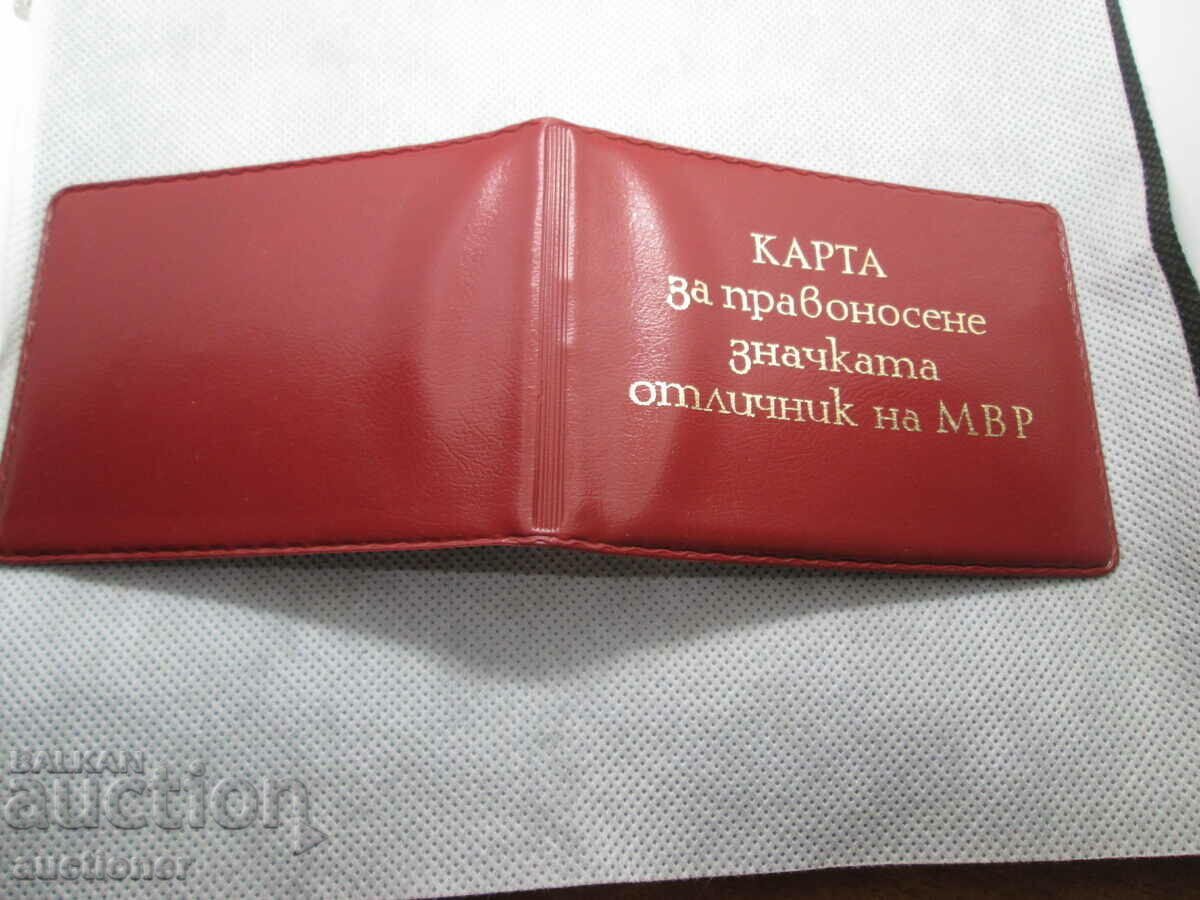 КАРТА
за правоносене
значката
отличник на МВР
BALKAN
auction
auctioner